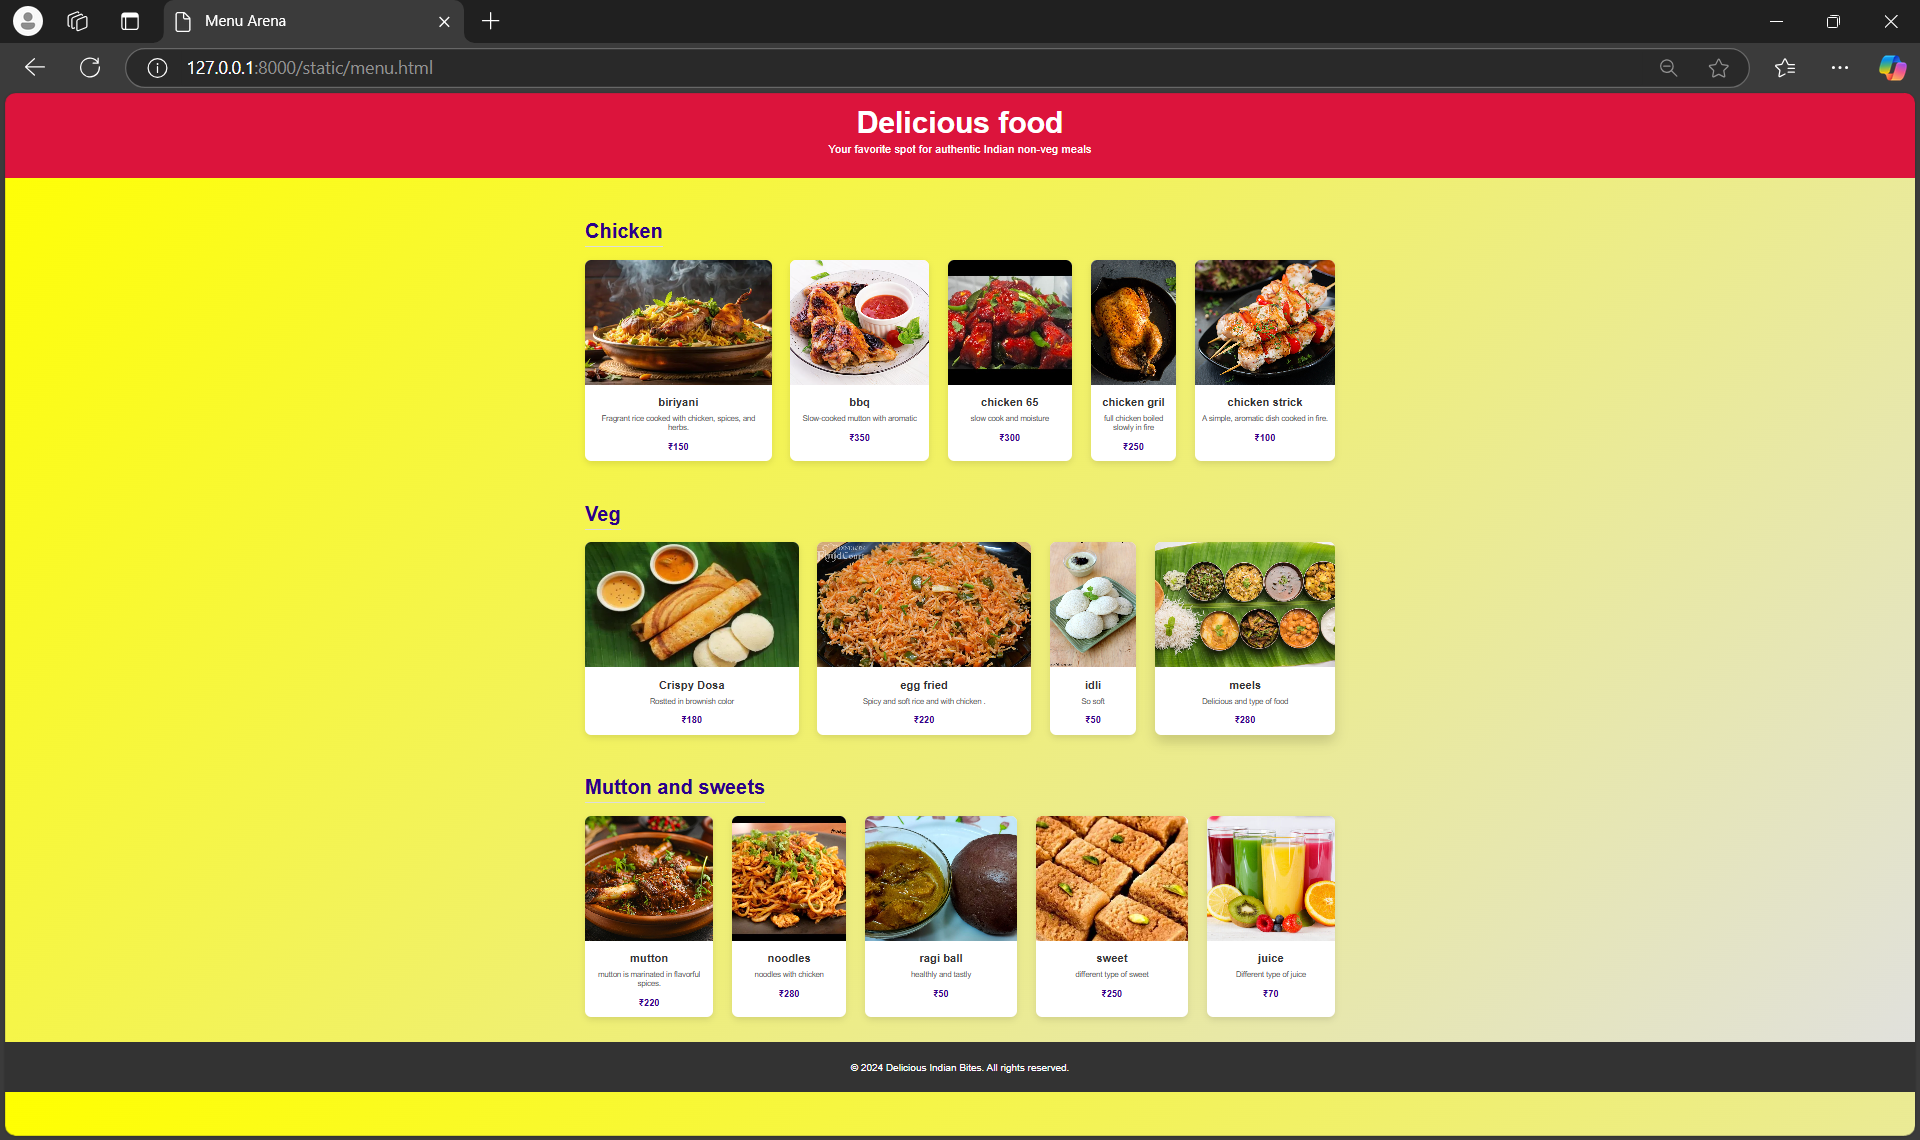 Menu Arena
127.0.0.1:8000/static/menu.html
Delicious food
Your favorite spot for authentic Indian non-veg meals
Chicken
biriyani
Fragrant rice cooked with chicken, spices, and
herbs.
₹150
bbq
Slow-cooked mutton with aromatic
₹350
chicken 65
slow cook and moisture
₹300
chicken gril
full chicken boiled
slowly in fire
₹250
chicken strick
A simple, aromatic dish cooked in fire.
₹100
Veg
Crispy Dosa
Rostted in brownish color
₹180
egg fried
Spicy and soft rice and with chicken .
₹220
idli
So soft
₹50
meels
Delicious and type of food
₹280
Mutton and sweets
mutton
mutton is marinated in flavorful
spices.
₹220
noodles
noodles with chicken
₹280
ragi ball
healthly and tastly
₹50
sweet
different type of sweet
₹250
juice
Different type of juice
₹70
© 2024 Delicious Indian Bites. All rights reserved.